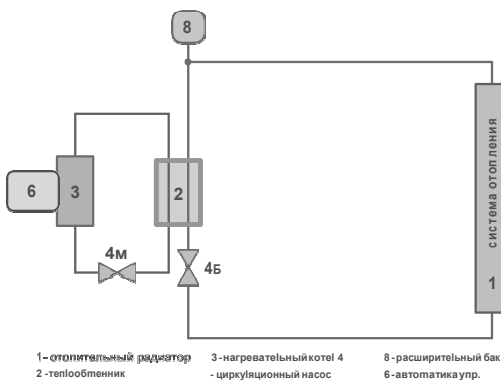 8
6
3
2
4м
4Б
система отопления
1
1- отопительный радиатор 3-нагревательный котел 4 8-расширительный бак
2 -теплообменник - циркуляционный насос 6-автоматика упр.